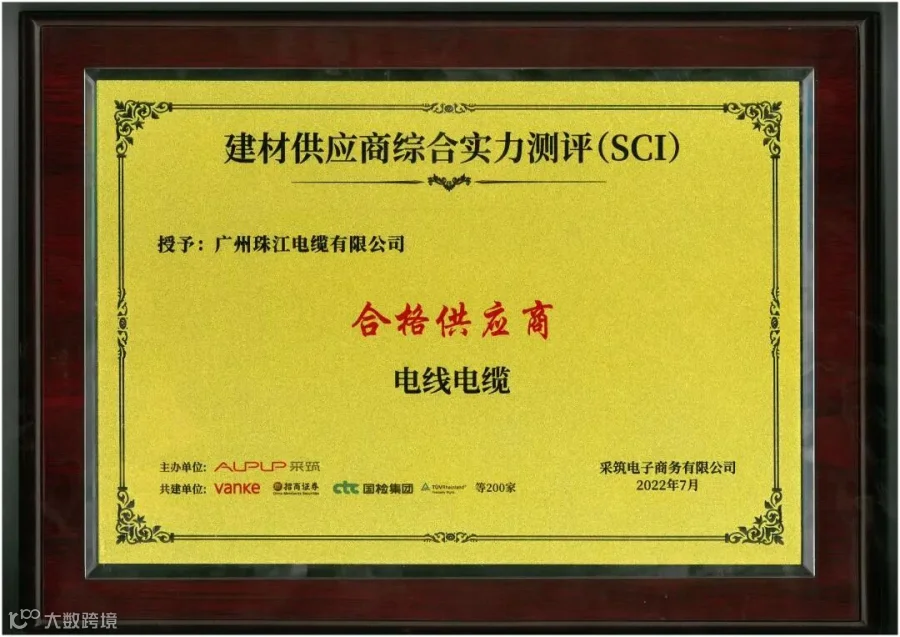 建材供应商综合实力测评(SCI)
授予：广州珠江电缆有限公司
合格供应商
电线电缆
主办单位: AUPUP 采筑
共建单位: vanke 招商证券 ctc 国检集团 等200家
采筑电子商务有限公司
2022年7月
大数跨境